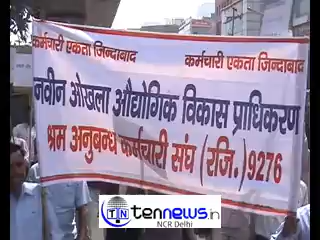 कर्मचारी एकता जिन्दाबाद कर्मचारी एकता जिन्दाबाद
नवीन ओखला औद्योगिक विकास प्राधिकरण
श्रम अनुबन्ध कर्मचारी संघ (रजि.) 9276
TN tennews.in
NCR Delhi